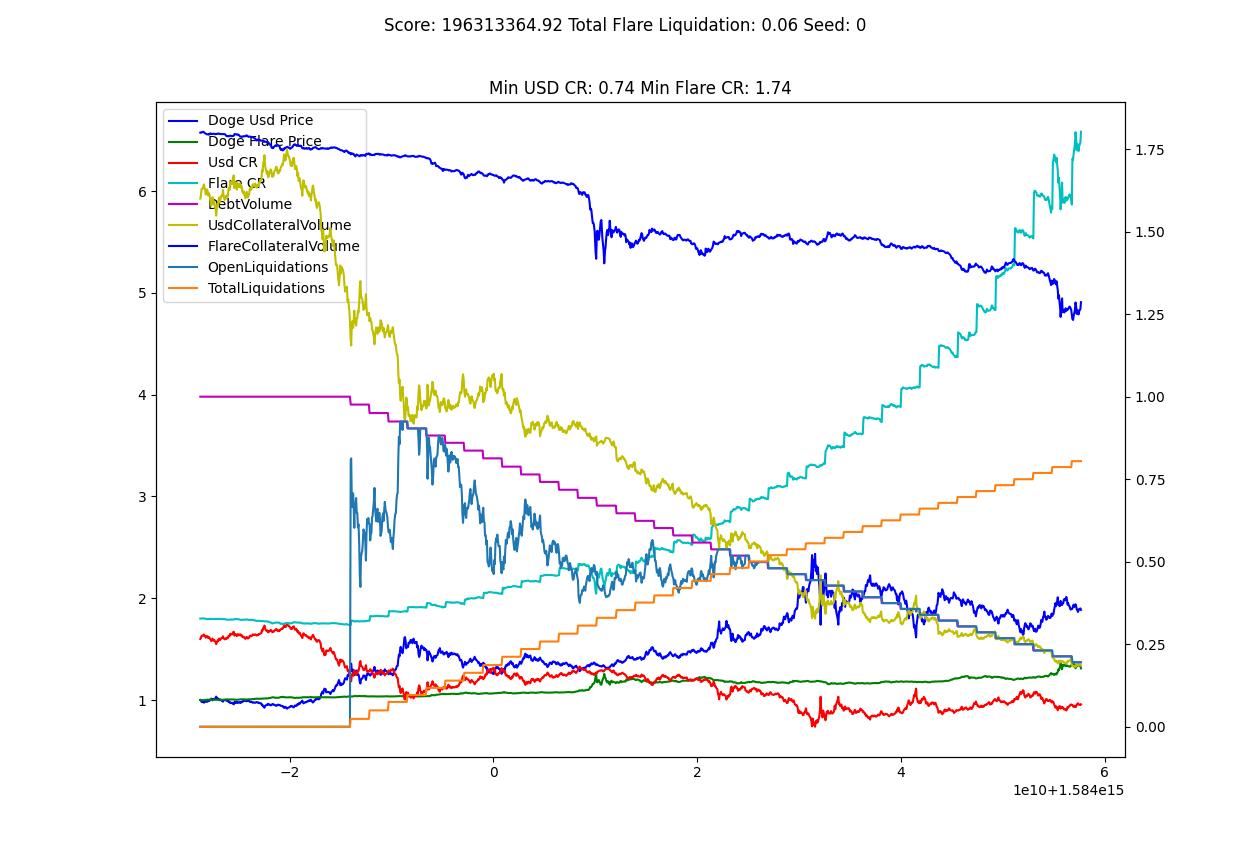 Score: 196313364.92 Total Flare Liquidation: 0.06 Seed: 0
Min USD CR: 0.74 Min Flare CR: 1.74
Doge Usd Price
Doge Flare Price
Usd CR
Flare CR
DebtVolume
UsdCollateralVolume
FlareCollateralVolume
OpenLiquidations
TotalLiquidations
6
5
4
3
2
1
1.75
1.50
1.25
1.00
0.75
0.50
0.25
0.00
−2
0
2
4
6
1e10+1.584e15